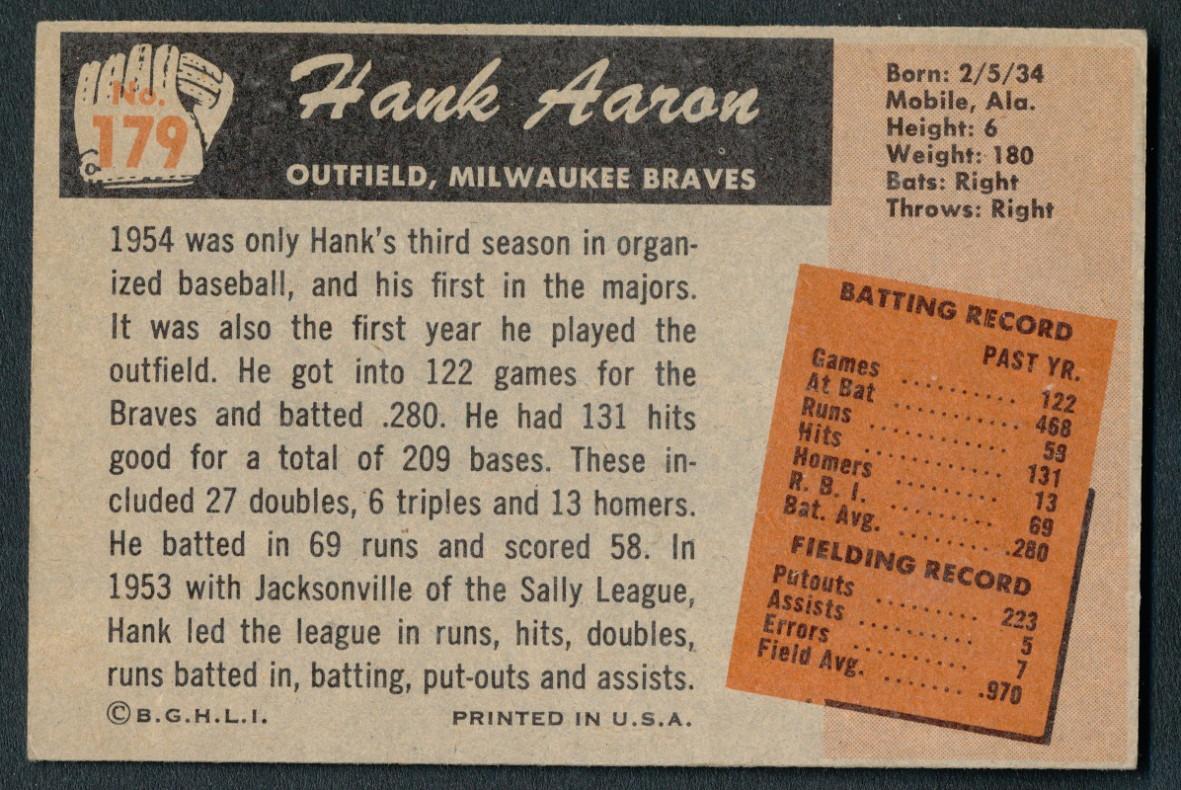 No.
179
Hank Aaron
OUTFIELD, MILWAUKEE BRAVES
Born: 2/5/34
Mobile, Ala.
Height: 6
Weight: 180
Bats: Right
Throws: Right
1954 was only Hank's third season in organ-
ized baseball, and his first in the majors.
It was also the first year he played the
outfield. He got into 122 games for the
Braves and batted .280. He had 131 hits
good for a total of 209 bases. These in-
cluded 27 doubles, 6 triples and 13 homers.
He batted in 69 runs and scored 58. In
1953 with Jacksonville of the Sally League,
Hank led the league in runs, hits, doubles,
runs batted in, batting, put-outs and assists.
©B.G.H.L.I. PRINTED IN U.S.A.
BATTING RECORD
PAST YR.
Games ......... 122
At Bat .......... 468
Runs ........... 58
Hits ............ 131
Homers ......... 13
R. B. I. ......... 69
Bat. Avg. ........ .280
FIELDING RECORD
Putouts ......... 223
Assists .......... 5
Errors .......... 7
Field Avg. ....... .970